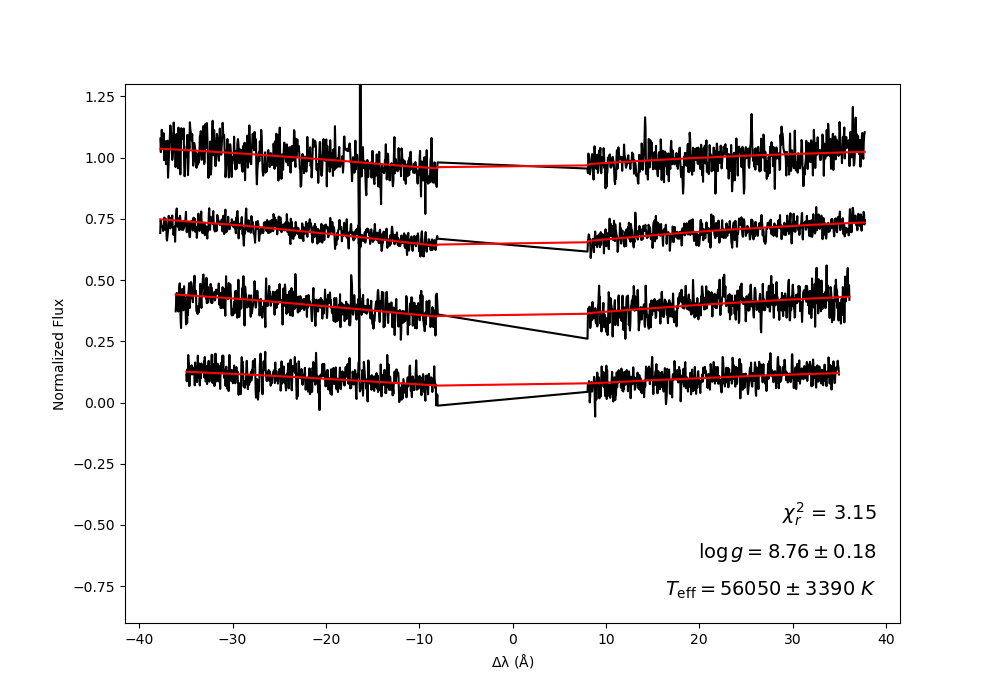 1.25
1.00
0.75
0.50
0.25
0.00
−0.25
−0.50
−0.75
Normalized Flux
χ²ᵣ = 3.15
log g = 8.76 ± 0.18
T_eff = 56050 ± 3390 K
−40 −30 −20 −10 0 10 20 30 40
Δλ (Å)